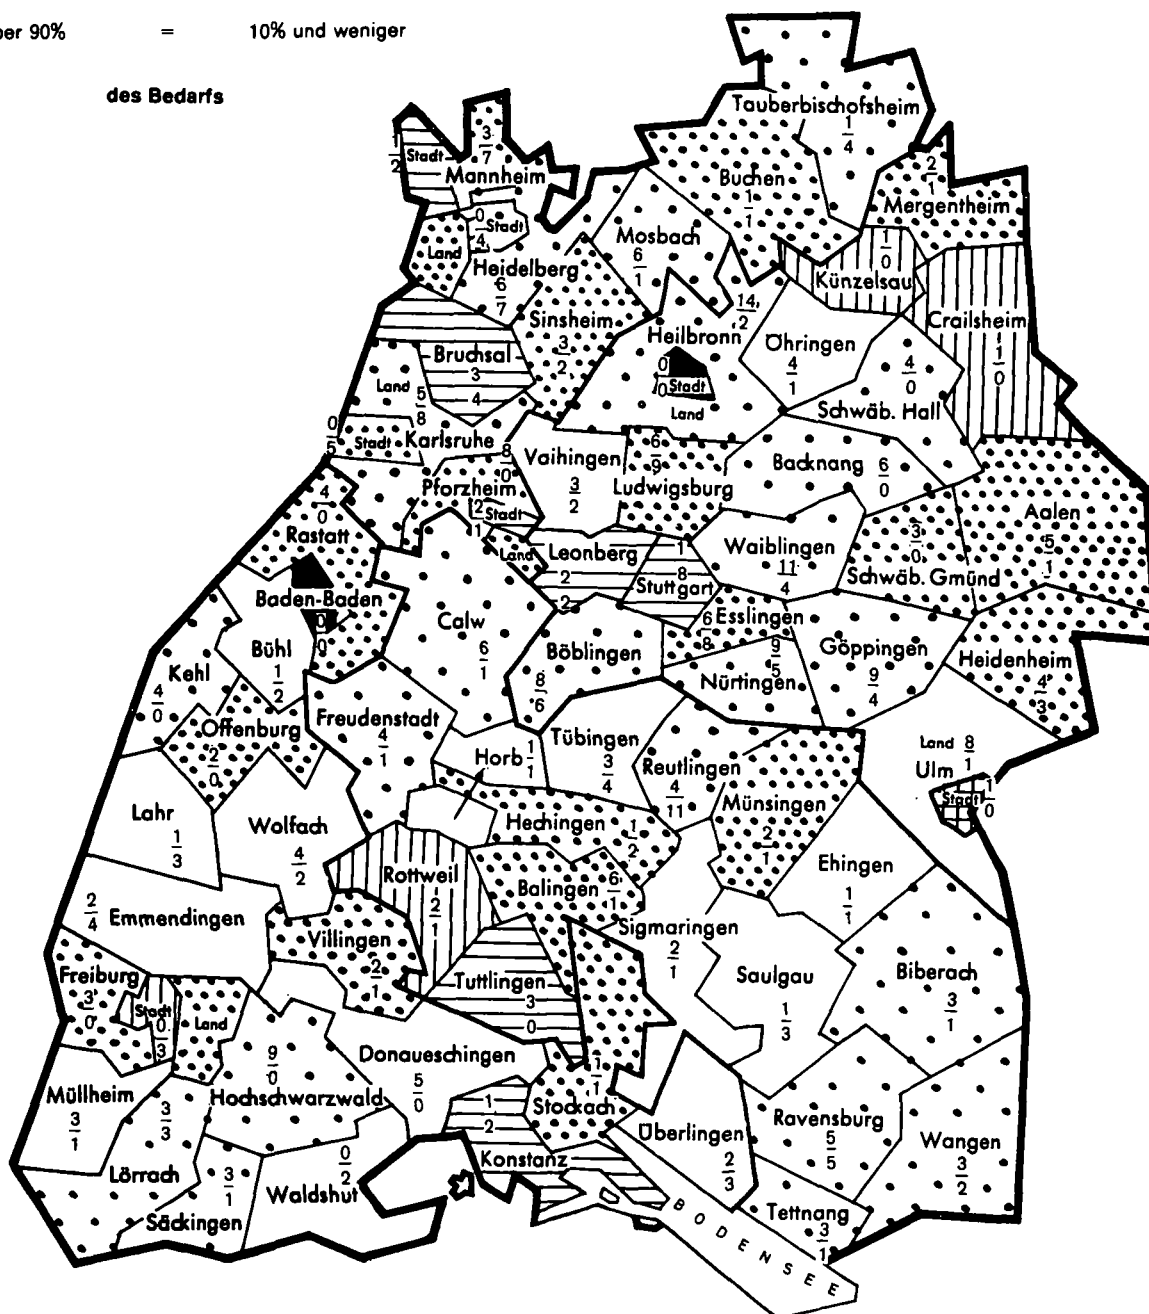 ber 90% = 10% und weniger
des Bedarfs
Tauberbischofsheim
1/4
1/2
Stadt
3/7
Mannheim
Buchen
1/1
2/1
Mergentheim
0/4
Stadt
Land
Heidelberg
6/7
Mosbach
6/1
1/0
Künzelsau
Crailsheim
1/0
Sinsheim
3/2
14/2
Heilbronn
0/0
Stadt
Land
Öhringen
4/1
4/0
Schwäb. Hall
Bruchsal
3
4
Land
5/8
0/5
Stadt
Karlsruhe
8/0
Vaihingen
3/2
6/9
Ludwigsburg
Backnang
6/0
Pforzheim
2
1
Stadt
Land
4/0
Rastatt
Leonberg
2
2
1
8
Stuttgart
Waiblingen
11/4
3/0
Schwäb. Gmünd
Aalen
5/1
Baden-Baden
0
0
Bühl
1/2
Calw
6/1
Böblingen
8/6
Esslingen
6/8
9/5
Nürtingen
Göppingen
9/4
Heidenheim
4/3
Kehl
4/0
Offenburg
2/0
Freudenstadt
4/1
Horb
1/1
Tübingen
3/4
Reutlingen
4/11
Münsingen
2/1
Land
8/1
Ulm
Stadt
1/0
Lahr
1/3
Wolfach
4/2
Hechingen
1/2
Rottweil
2/1
Balingen
6/1
Ehingen
1/1
2/4
Emmendingen
Villingen
2/1
Sigmaringen
2/1
Saulgau
1/3
Biberach
3/1
Freiburg
3/0
Stadt
0/3
Land
Tuttlingen
3
0
Donaueschingen
5/0
9/0
Hochschwarzwald
Müllheim
3/1
3/3
Lörrach
3/1
Säckingen
0/2
Waldshut
1
2
Konstanz
1/1
Stockach
Überlingen
2/3
Ravensburg
5/5
Wangen
3/2
Tettnang
3/1
BODENSEE